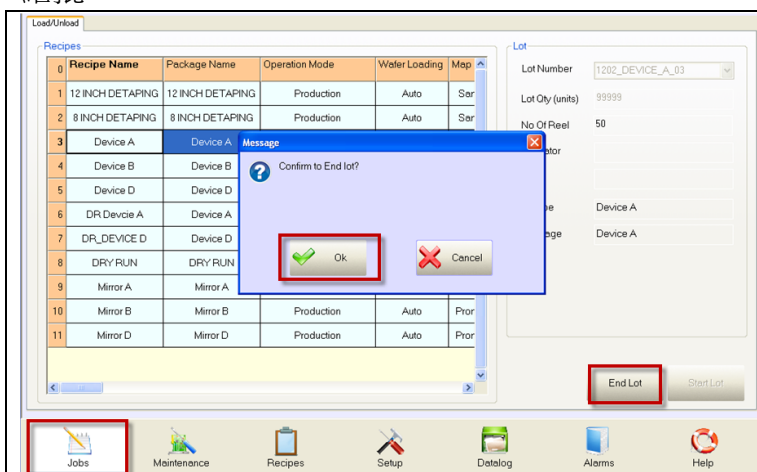 Load/Unload
Recipes
0 Recipe Name Package Name Operation Mode Wafer Loading Map
1 12 INCH DETAPING 12 INCH DETAPING Production Auto Sar
2 8 INCH DETAPING 8 INCH DETAPING Production Auto Sar
3 Device A Device A
4 Device B Device B
5 Device D Device D
6 DR Devcie A Device A
7 DR_DEVICE D Device D
8 DRY RUN DRY RUN
9 Mirror A Mirror A
10 Mirror B Mirror B Production Auto Pror
11 Mirror D Mirror D Production Auto Pror
Message
Confirm to End lot?
Ok Cancel
Lot
Lot Number 1202_DEVICE_A_03
Lot Qty (units) 99999
No Of Reel 50
ator
Device A
Device A
End Lot Start Lot
Jobs Maintenance Recipes Setup Datalog Alarms Help